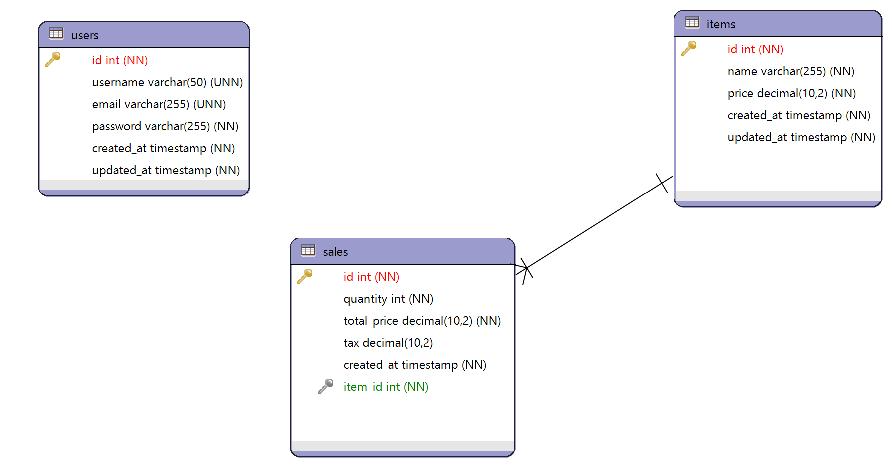 users
id int (NN)
username varchar(50) (UNN)
email varchar(255) (UNN)
password varchar(255) (NN)
created_at timestamp (NN)
updated_at timestamp (NN)
items
id int (NN)
name varchar(255) (NN)
price decimal(10,2) (NN)
created_at timestamp (NN)
updated_at timestamp (NN)
sales
id int (NN)
quantity int (NN)
total_price decimal(10,2) (NN)
tax decimal(10,2)
created_at timestamp (NN)
item_id int (NN)